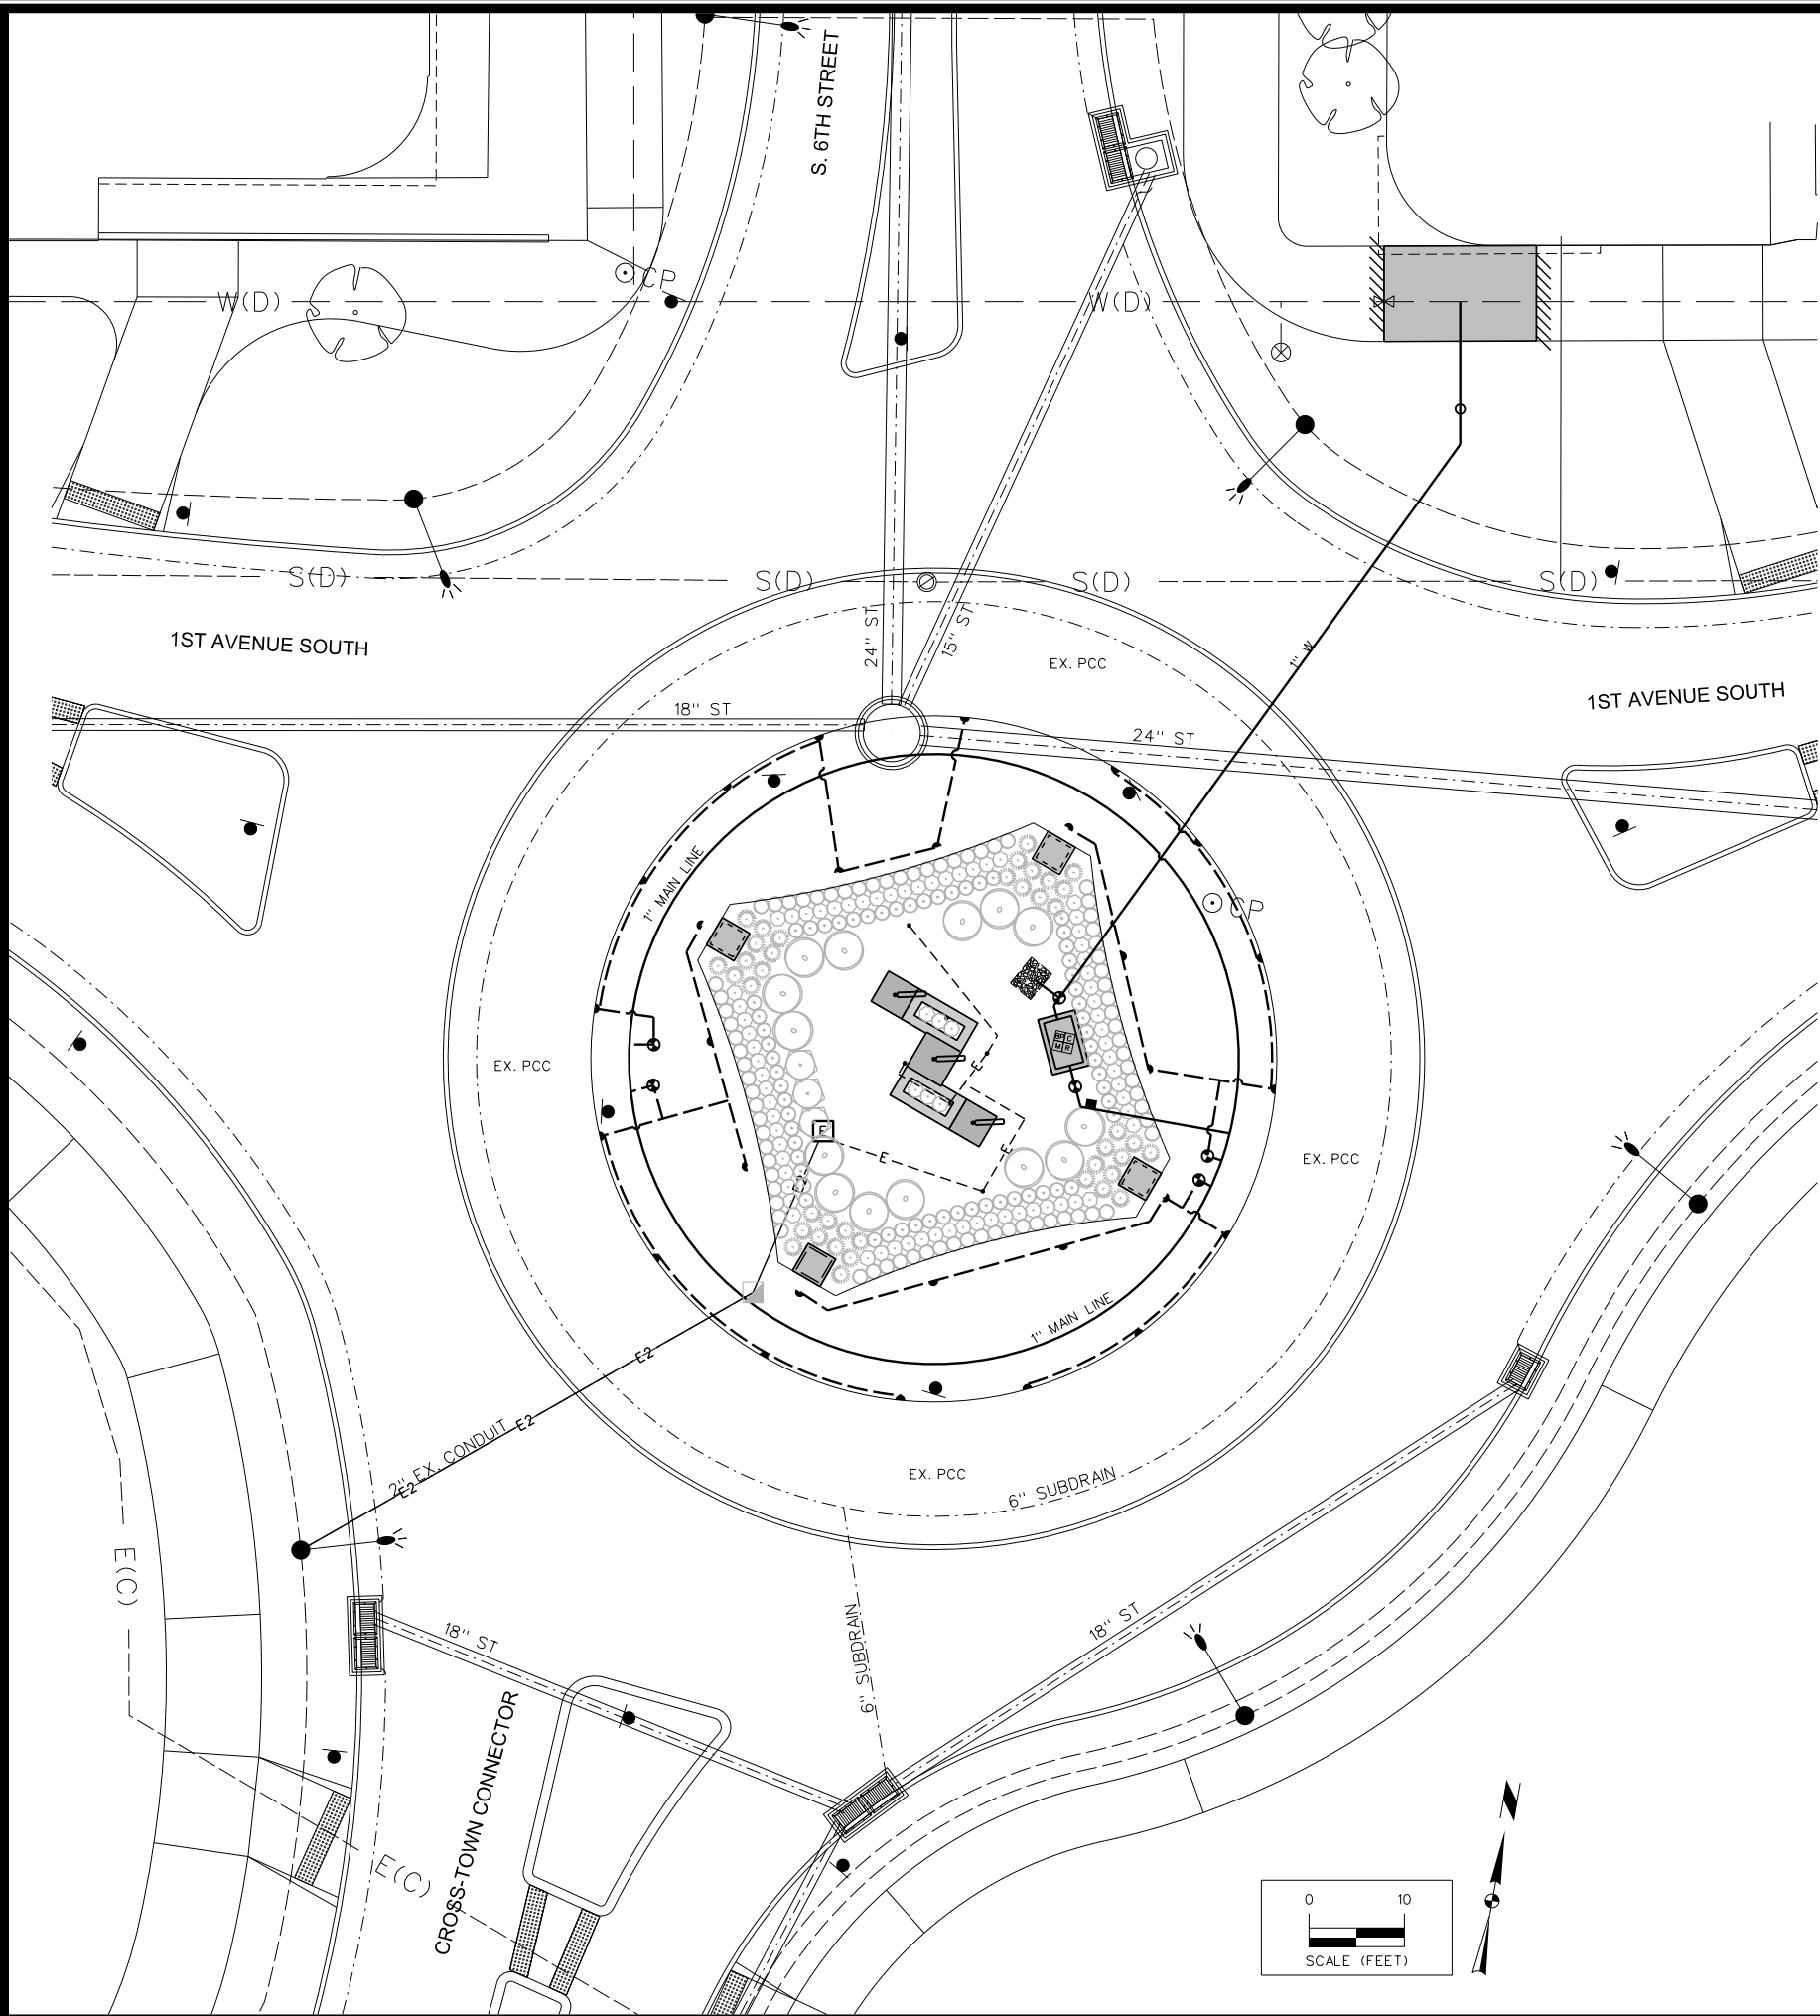 S. 6TH STREET
CP
W(D)
W(D)
S(D)
S(D)
S(D)
S(D)
1ST AVENUE SOUTH
24" ST
15" ST
1" W
EX. PCC
1ST AVENUE SOUTH
18" ST
24" ST
1" MAIN LINE
CP
BP C
M R
E
EX. PCC
E
E
E
E2
EX. PCC
1" MAIN LINE
E2
E2
2" EX. CONDUIT
E2
EX. PCC
6" SUBDRAIN
E(C)
18" ST
6" SUBDRAIN
18" ST
CROSS-TOWN CONNECTOR
E(C)
0 10
SCALE (FEET)